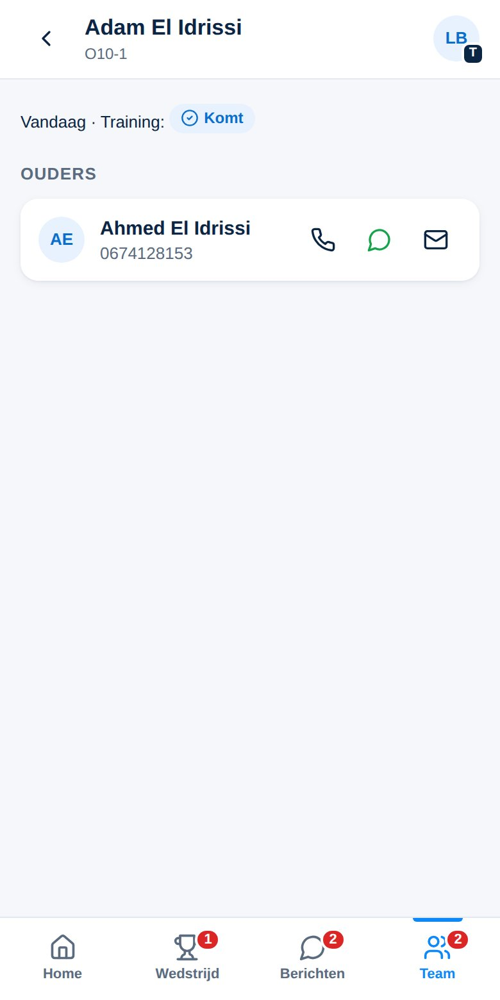 Adam El Idrissi
O10-1
LB
T
Vandaag · Training: Komt
OUDERS
AE
Ahmed El Idrissi
0674128153
1
2
2
Home
Wedstrijd
Berichten
Team